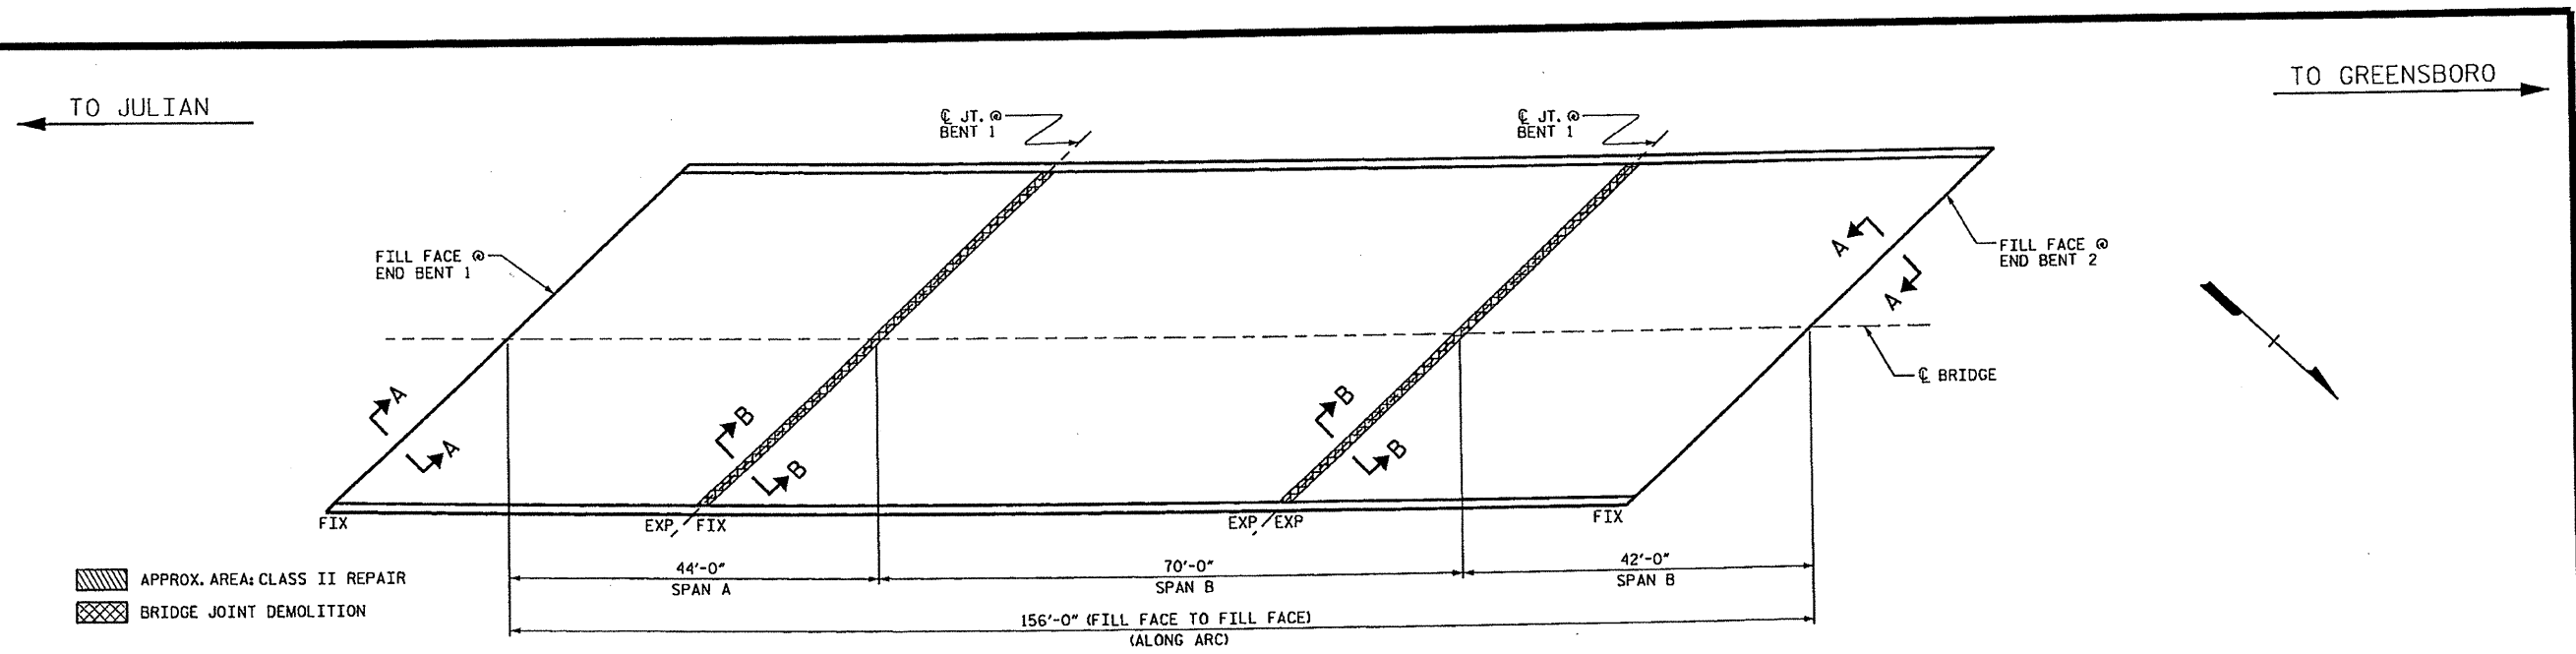 TO JULIAN
TO GREENSBORO
℄ JT. @
BENT 1
℄ JT. @
BENT 1
FILL FACE @
END BENT 1
FILL FACE @
END BENT 2
A
A
A
A
B
B
B
B
℄ BRIDGE
FIX
EXP. FIX
EXP. EXP
FIX
44'-0"
SPAN A
70'-0"
SPAN B
42'-0"
SPAN B
156'-0" (FILL FACE TO FILL FACE)
(ALONG ARC)
APPROX. AREA: CLASS II REPAIR
BRIDGE JOINT DEMOLITION